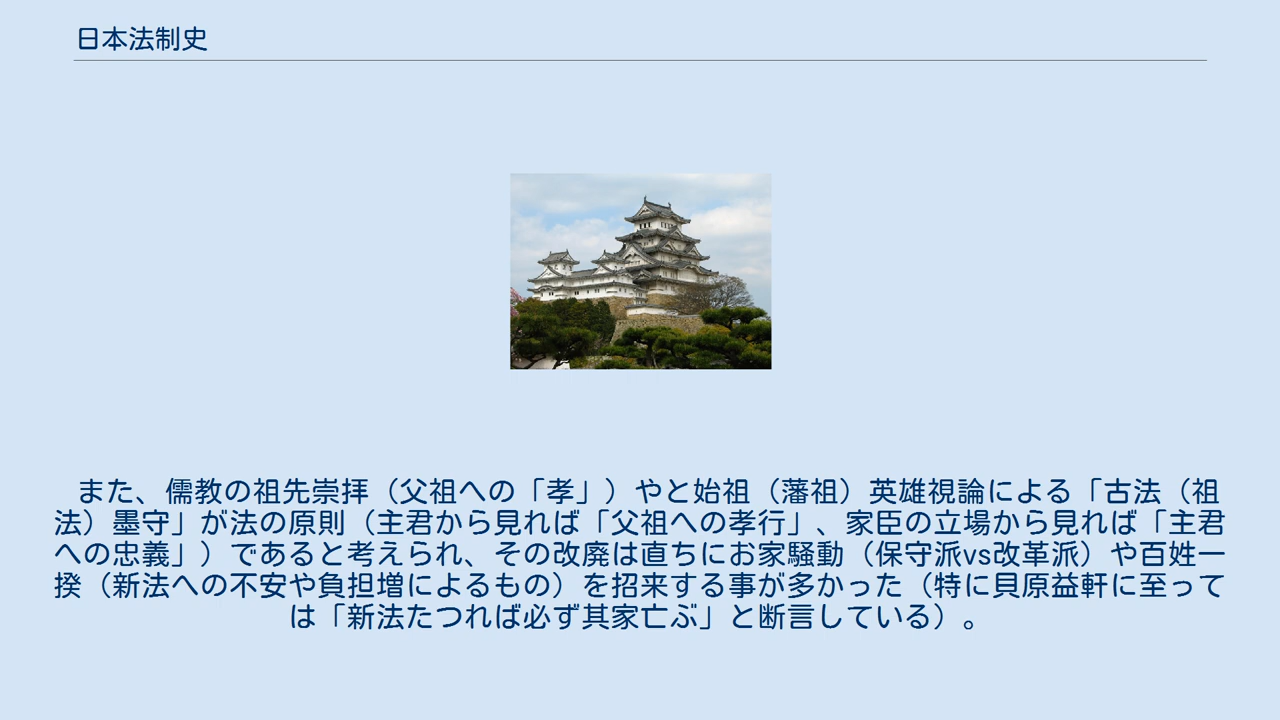 日本法制史
また、儒教の祖先崇拝（父祖への「孝」）やと始祖（藩祖）英雄視論による「古法（祖
法）墨守」が法の原則（主君から見れば「父祖への孝行」、家臣の立場から見れば「主君
への忠義」）であると考えられ、その改廃は直ちにお家騒動（保守派vs改革派）や百姓一
揆（新法への不安や負担増によるもの）を招来する事が多かった（特に貝原益軒に至って
は「新法たつれば必ず其家亡ぶ」と断言している）。